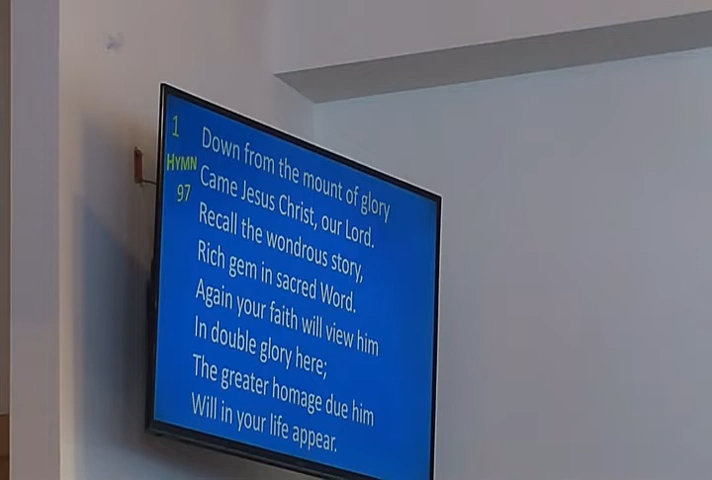 1
HYMN
97
Down from the mount of glory
Came Jesus Christ, our Lord.
Recall the wondrous story,
Rich gem in sacred Word.
Again your faith will view him
In double glory here;
The greater homage due him
Will in your life appear.